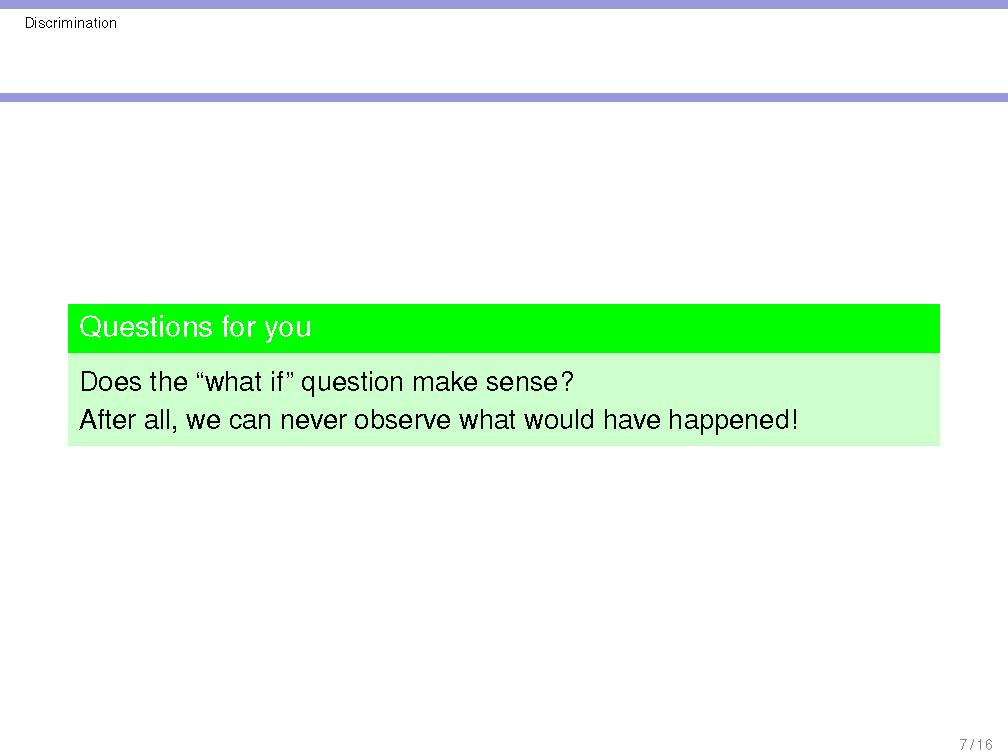 Discrimination
Questions for you
Does the “what if” question make sense?
After all, we can never observe what would have happened!
7 / 16